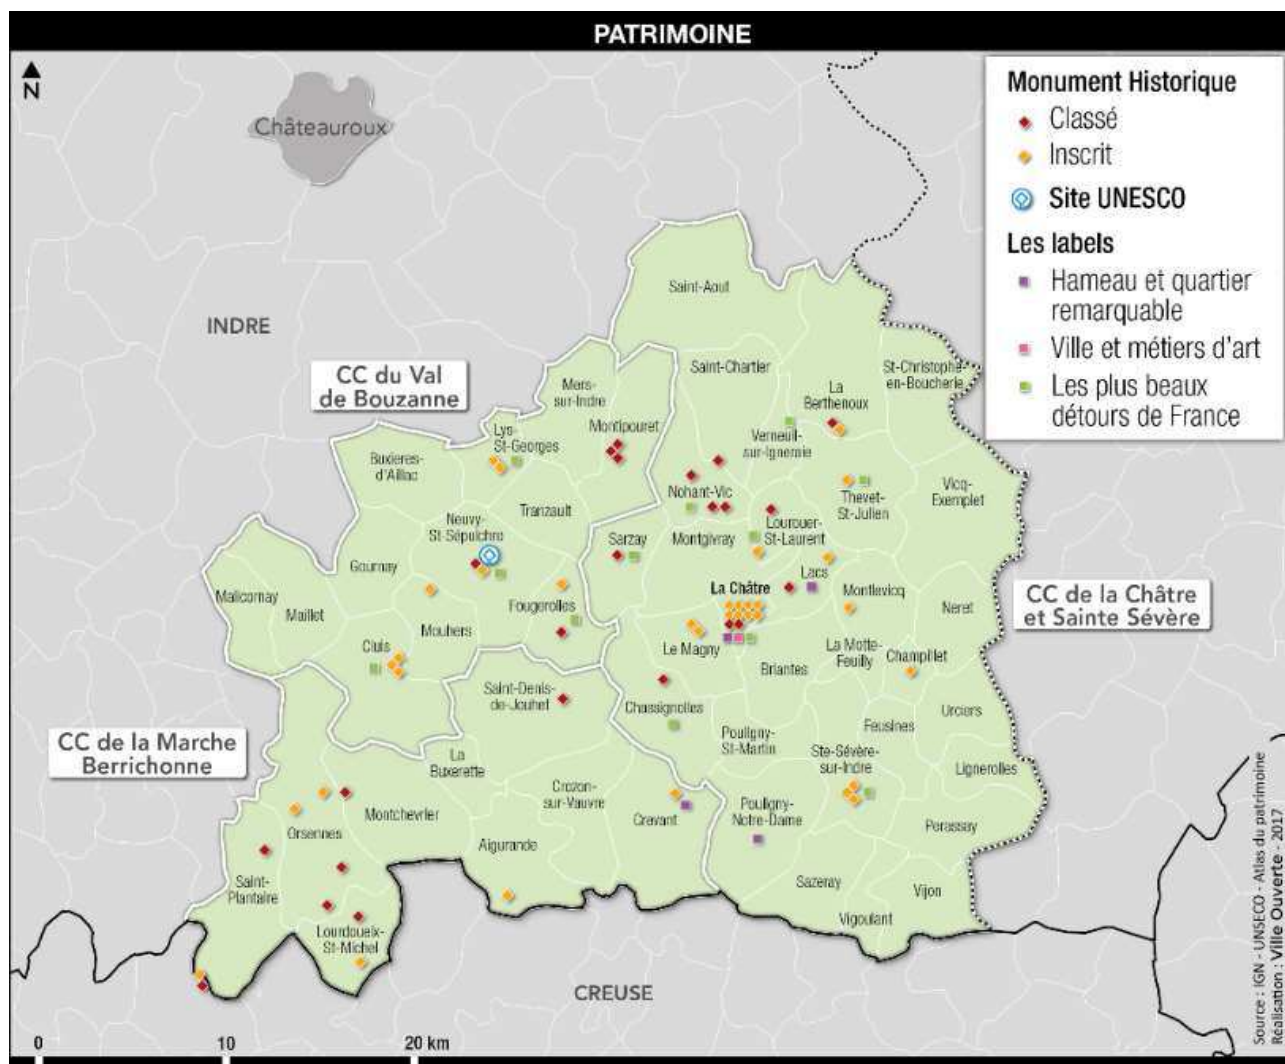 PATRIMOINE
N
Châteauroux
Monument Historique
Classé
Inscrit
Site UNESCO
Les labels
Hameau et quartier
remarquable
Ville et métiers d'art
Les plus beaux
détours de France
INDRE
CC du Val
de Bouzanne
CC de la Châtre
et Sainte Sévère
CC de la Marche
Berrichonne
Saint-Aout
Saint-Chartier
St-Christophe-
en-Boucherie
La
Berthenoux
Mers-
sur-Indre
Montipouret
Lys-
St-Georges
Verneuil-
sur-Igneraie
Buxieres-
d'Aillac
Vicq-
Exemplet
Nohant-Vic
Thevet-
St-Julien
Tranzault
Neuvy-
St-Sépulchre
Lourouer-
St-Laurent
Sarzay
Montgivray
Gournay
Lacs
La Châtre
Montlevicq
Malicornay
Maillet
Fougerolles
Neret
Mouhers
Cluis
Le Magny
La Motte-
Feuilly
Champillet
Briantes
Saint-Denis-
de-Jouhet
Chassignolles
Urciers
Feusines
Pouligny-
St-Martin
Ste-Sévère-
sur-Indre
Lignerolles
La
Buxerette
Crozon-
sur-Vauvre
Crevant
Pouligny-
Notre-Dame
Montchevrier
Orsennes
Perassay
Aigurande
Sazeray
Vijon
Saint-
Plantaire
Vigoulant
Lourdoueix-
St-Michel
CREUSE
0
10
20 km
Source : IGN - UNSECO - Atlas du patrimoine
Réalisation : Ville Ouverte - 2017